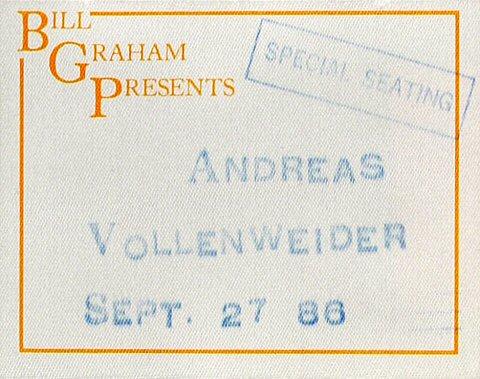 BILL
GRAHAM
PRESENTS
SPECIAL SEATING
ANDREAS
VOLLENWEIDER
SEPT. 27 86